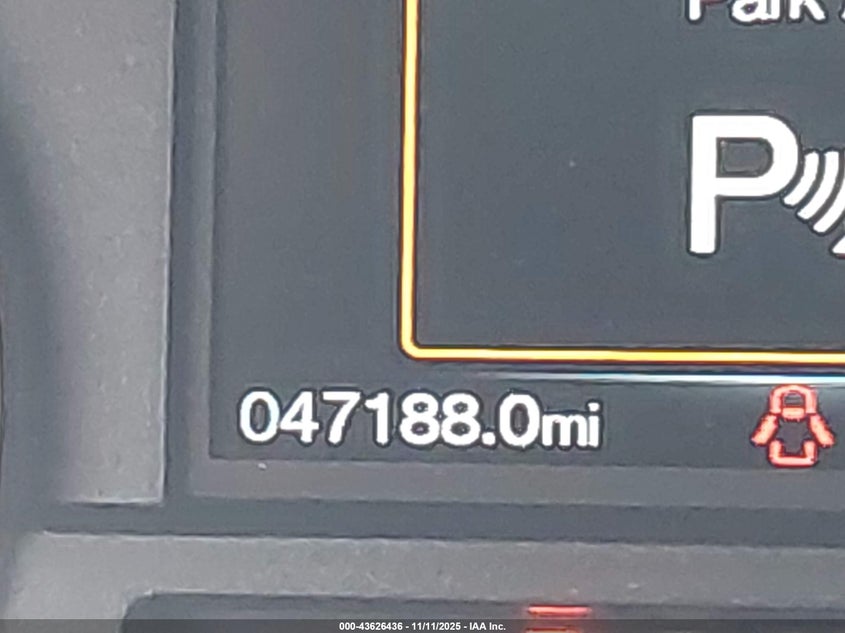 Park
P
047188.0mi
000-43626436 - 11/11/2025 - IAA Inc.